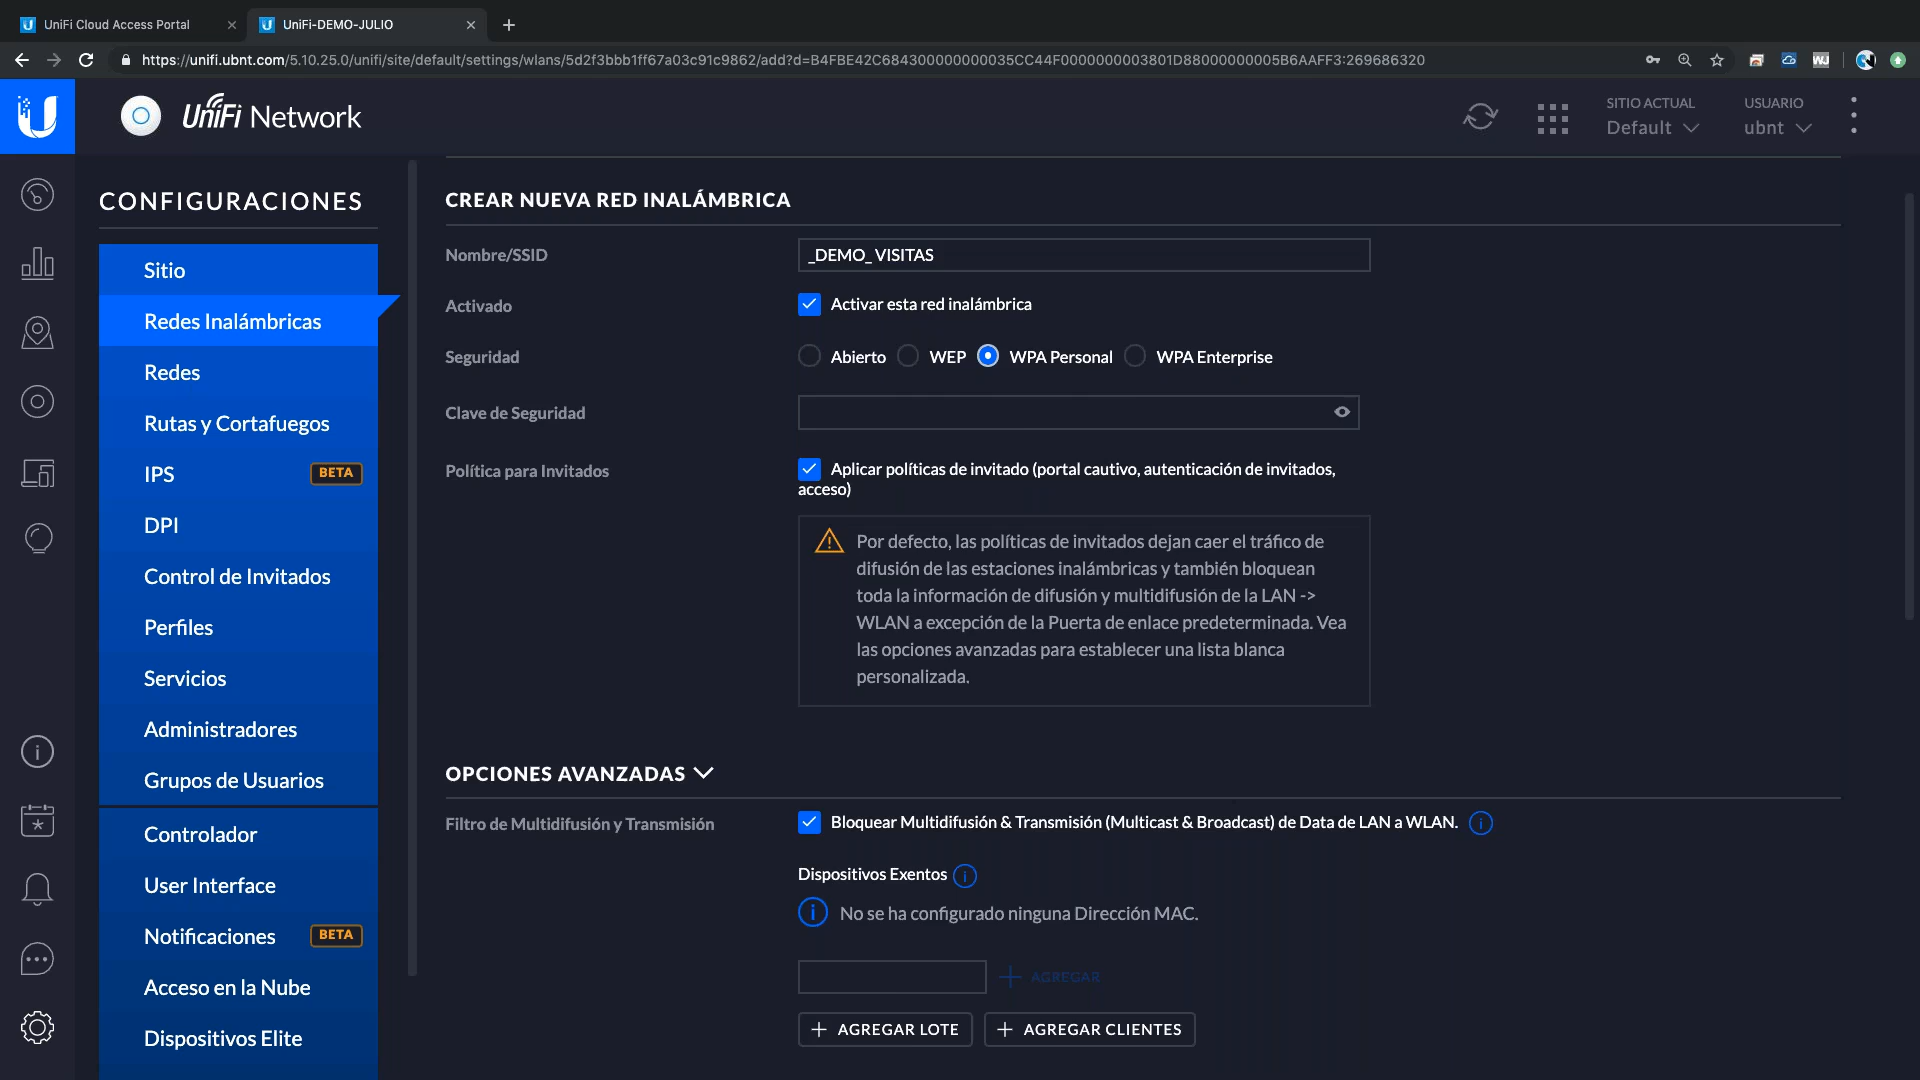 UniFi Cloud Access Portal
UniFi-DEMO-JULIO
https://unifi.ubnt.com/5.10.25.0/unifi/site/default/settings/wlans/5d2f3bbb1ff67a03c91c9862/add?d=B4FBE42C684300000000035CC44F0000000003801D88000000005B6AAFF3:269686320
UniFi Network
SITIO ACTUAL
Default
USUARIO
ubnt
CONFIGURACIONES
Sitio
Redes Inalámbricas
Redes
Rutas y Cortafuegos
IPS BETA
DPI
Control de Invitados
Perfiles
Servicios
Administradores
Grupos de Usuarios
Controlador
User Interface
Notificaciones BETA
Acceso en la Nube
Dispositivos Elite
CREAR NUEVA RED INALÁMBRICA
Nombre/SSID _DEMO_VISITAS
Activado Activar esta red inalámbrica
Seguridad Abierto WEP WPA Personal WPA Enterprise
Clave de Seguridad
Política para Invitados Aplicar políticas de invitado (portal cautivo, autenticación de invitados,
acceso)
Por defecto, las políticas de invitados dejan caer el tráfico de
difusión de las estaciones inalámbricas y también bloquean
toda la información de difusión y multidifusión de la LAN ->
WLAN a excepción de la Puerta de enlace predeterminada. Vea
las opciones avanzadas para establecer una lista blanca
personalizada.
OPCIONES AVANZADAS
Filtro de Multidifusión y Transmisión Bloquear Multidifusión & Transmisión (Multicast & Broadcast) de Data de LAN a WLAN.
Dispositivos Exentos
No se ha configurado ninguna Dirección MAC.
AGREGAR
AGREGAR LOTE AGREGAR CLIENTES